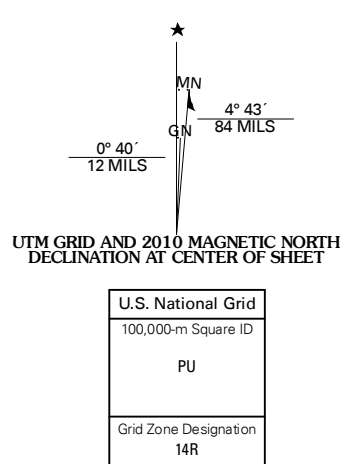 ★
MN
4° 43´
84 MILS
GN
0° 40´
12 MILS
UTM GRID AND 2010 MAGNETIC NORTH
DECLINATION AT CENTER OF SHEET
U.S. National Grid
100,000-m Square ID
PU
Grid Zone Designation
14R